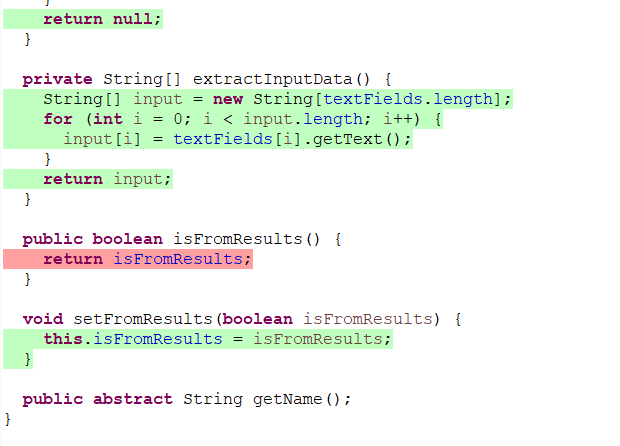 }
return null;
}
private String[] extractInputData() {
String[] input = new String[textFields.length];
for (int i = 0; i < input.length; i++) {
input[i] = textFields[i].getText();
}
return input;
}
public boolean isFromResults() {
return isFromResults;
}
void setFromResults(boolean isFromResults) {
this.isFromResults = isFromResults;
}
public abstract String getName();
}